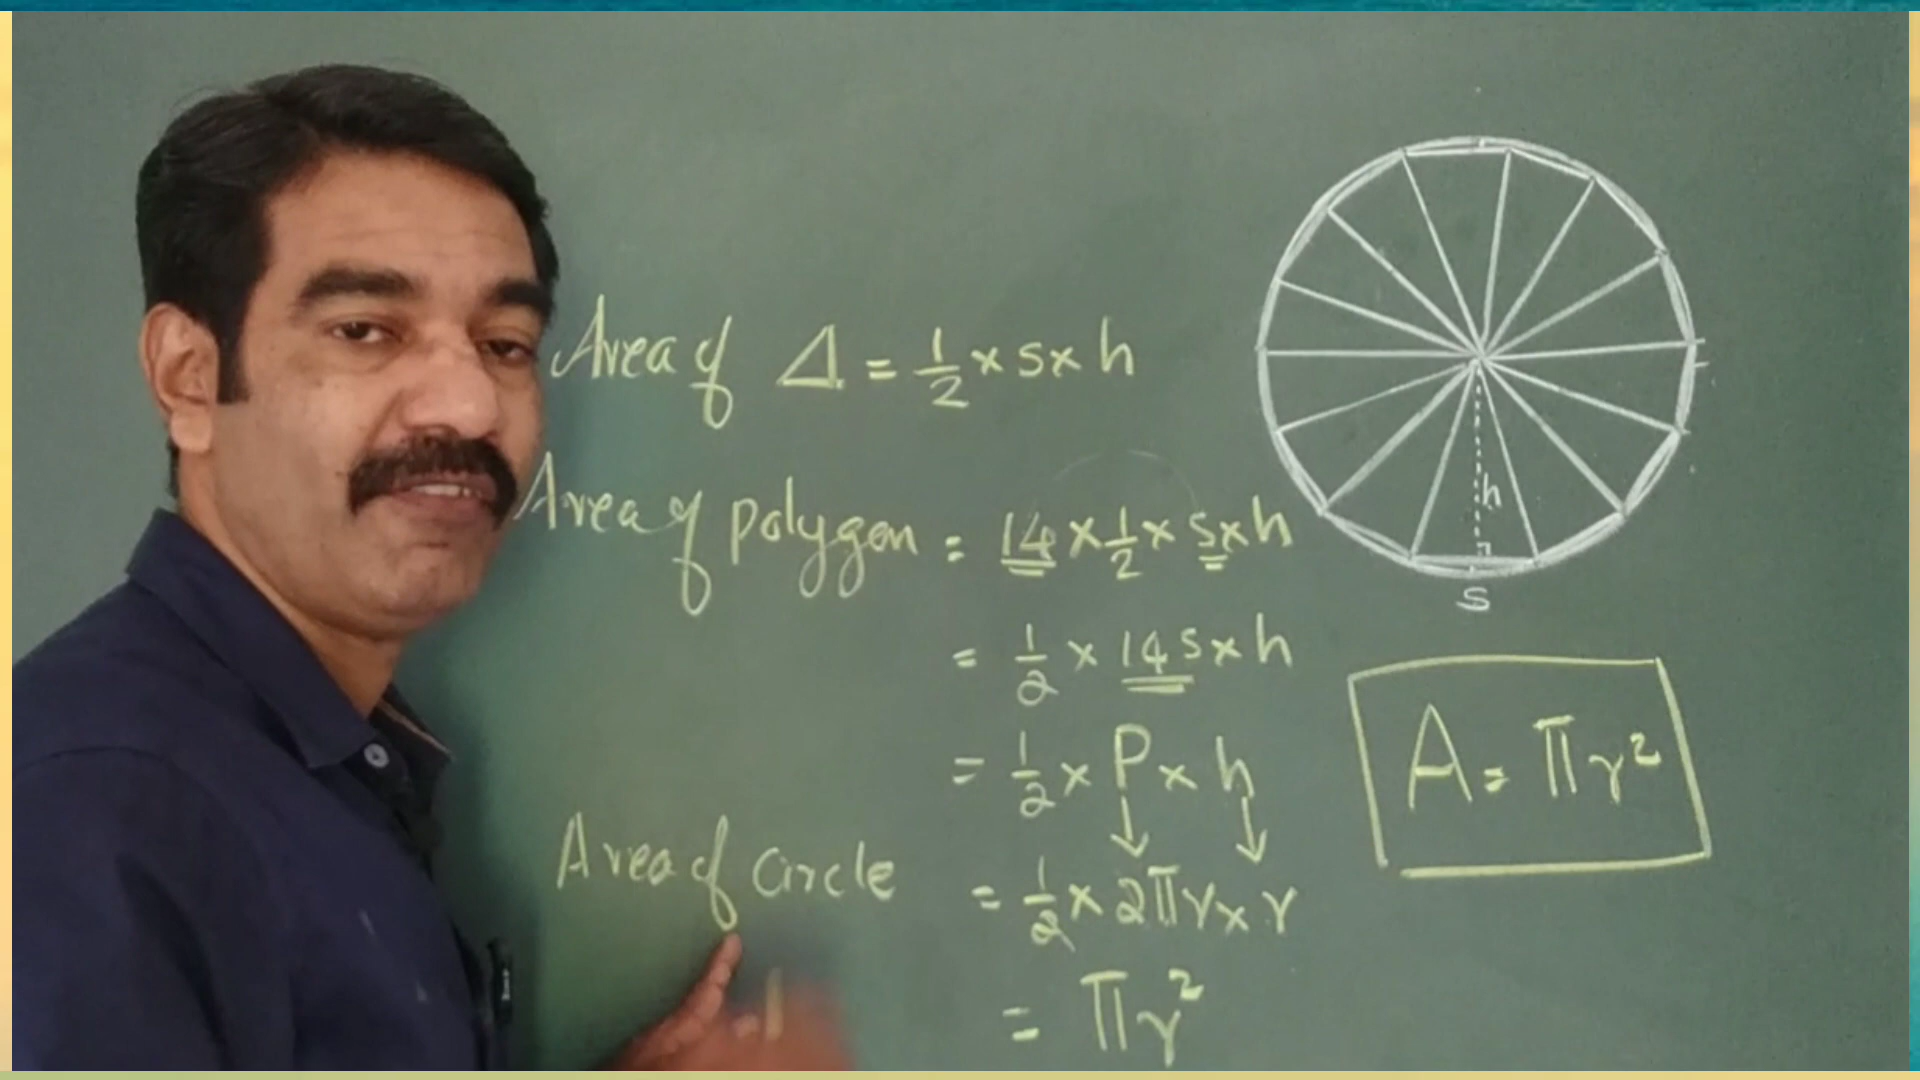 Area of Δ = 1/2 × s × h
Area of polygon = 14 × 1/2 × s × h
= 1/2 × 14 s × h
= 1/2 × P × h
Area of circle = 1/2 × 2πr × r
= πr²
h
s
A = πr²